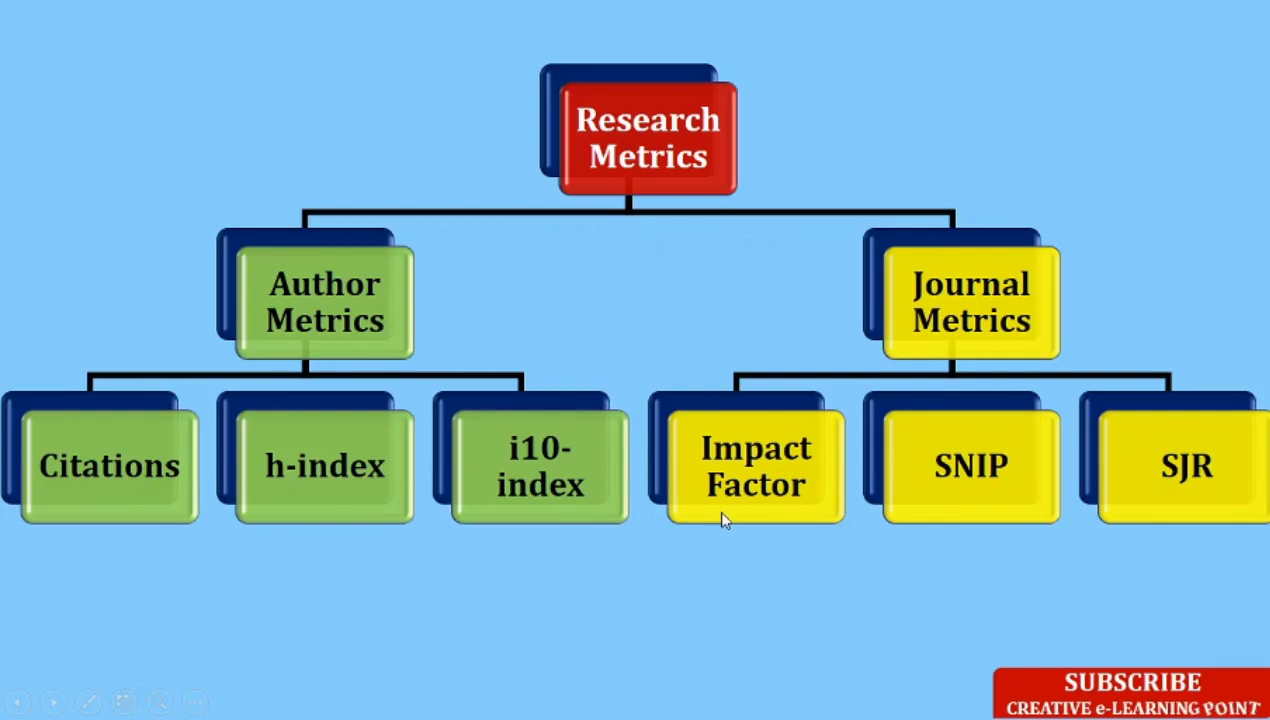 Research
Metrics
Author
Metrics
Journal
Metrics
Citations
h-index
i10-
index
Impact
Factor
SNIP
SJR
SUBSCRIBE
CREATIVE e-LEARNING POINT